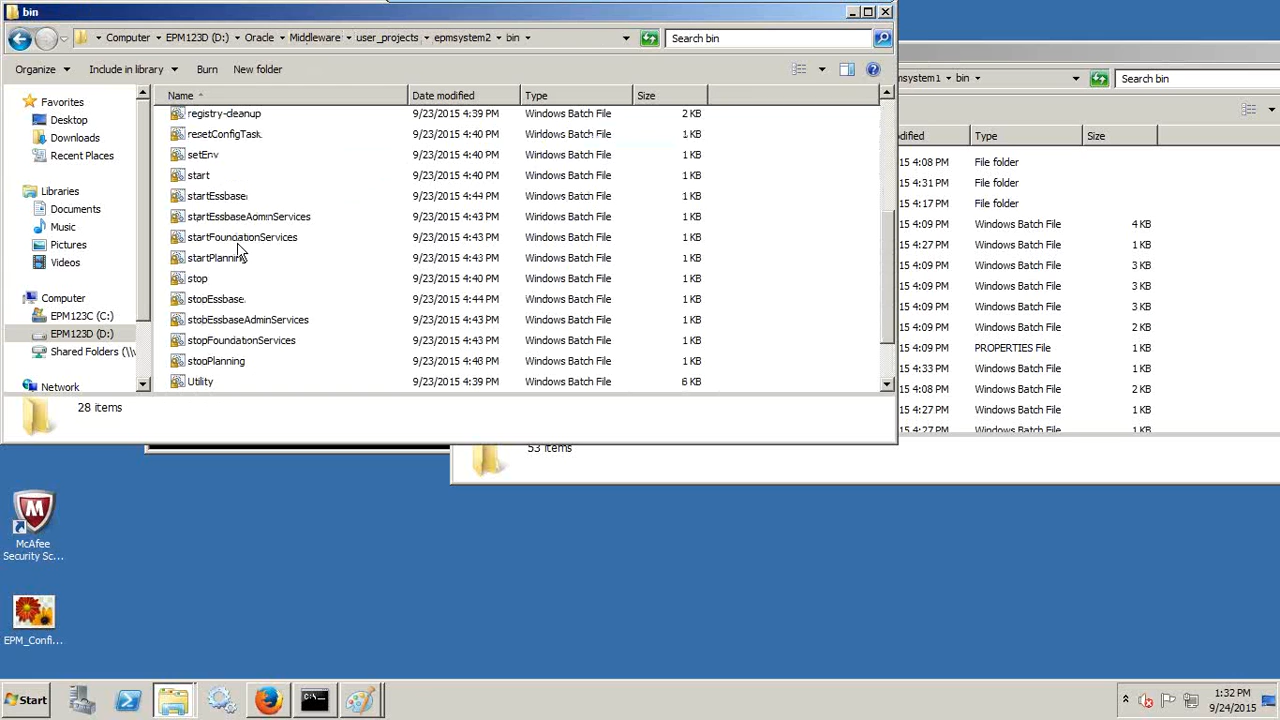 bin
Computer EPM123D (D:) Oracle Middleware user_projects epmsystem2 bin
Search bin
Organize Include in library Burn New folder
Name Date modified Type Size
Favorites
Desktop
Downloads
Recent Places
Libraries
Documents
Music
Pictures
Videos
Computer
EPM123C (C:)
EPM123D (D:)
Shared Folders (\\v
Network
registry-cleanup 9/23/2015 4:39 PM Windows Batch File 2 KB
resetConfigTask 9/23/2015 4:40 PM Windows Batch File 1 KB
setEnv 9/23/2015 4:40 PM Windows Batch File 1 KB
start 9/23/2015 4:40 PM Windows Batch File 1 KB
startEssbase 9/23/2015 4:44 PM Windows Batch File 1 KB
startEssbaseAdminServices 9/23/2015 4:43 PM Windows Batch File 1 KB
startFoundationServices 9/23/2015 4:43 PM Windows Batch File 1 KB
startPlanning 9/23/2015 4:43 PM Windows Batch File 1 KB
stop 9/23/2015 4:40 PM Windows Batch File 1 KB
stopEssbase 9/23/2015 4:44 PM Windows Batch File 1 KB
stopEssbaseAdminServices 9/23/2015 4:43 PM Windows Batch File 1 KB
stopFoundationServices 9/23/2015 4:43 PM Windows Batch File 1 KB
stopPlanning 9/23/2015 4:43 PM Windows Batch File 1 KB
Utility 9/23/2015 4:39 PM Windows Batch File 6 KB
28 items
msystem1 bin
Search bin
odified Type Size
15 4:08 PM File folder
15 4:31 PM File folder
15 4:17 PM File folder
15 4:09 PM Windows Batch File 4 KB
15 4:27 PM Windows Batch File 1 KB
15 4:09 PM Windows Batch File 3 KB
15 4:09 PM Windows Batch File 3 KB
15 4:09 PM Windows Batch File 3 KB
15 4:09 PM Windows Batch File 2 KB
15 4:09 PM PROPERTIES File 1 KB
15 4:33 PM Windows Batch File 1 KB
15 4:08 PM Windows Batch File 2 KB
15 4:27 PM Windows Batch File 1 KB
15 4:27 PM Windows Batch File 1 KB
53 items
McAfee
Security Sc...
EPM_Confi...
Start
C:\.
1:32 PM
9/24/2015